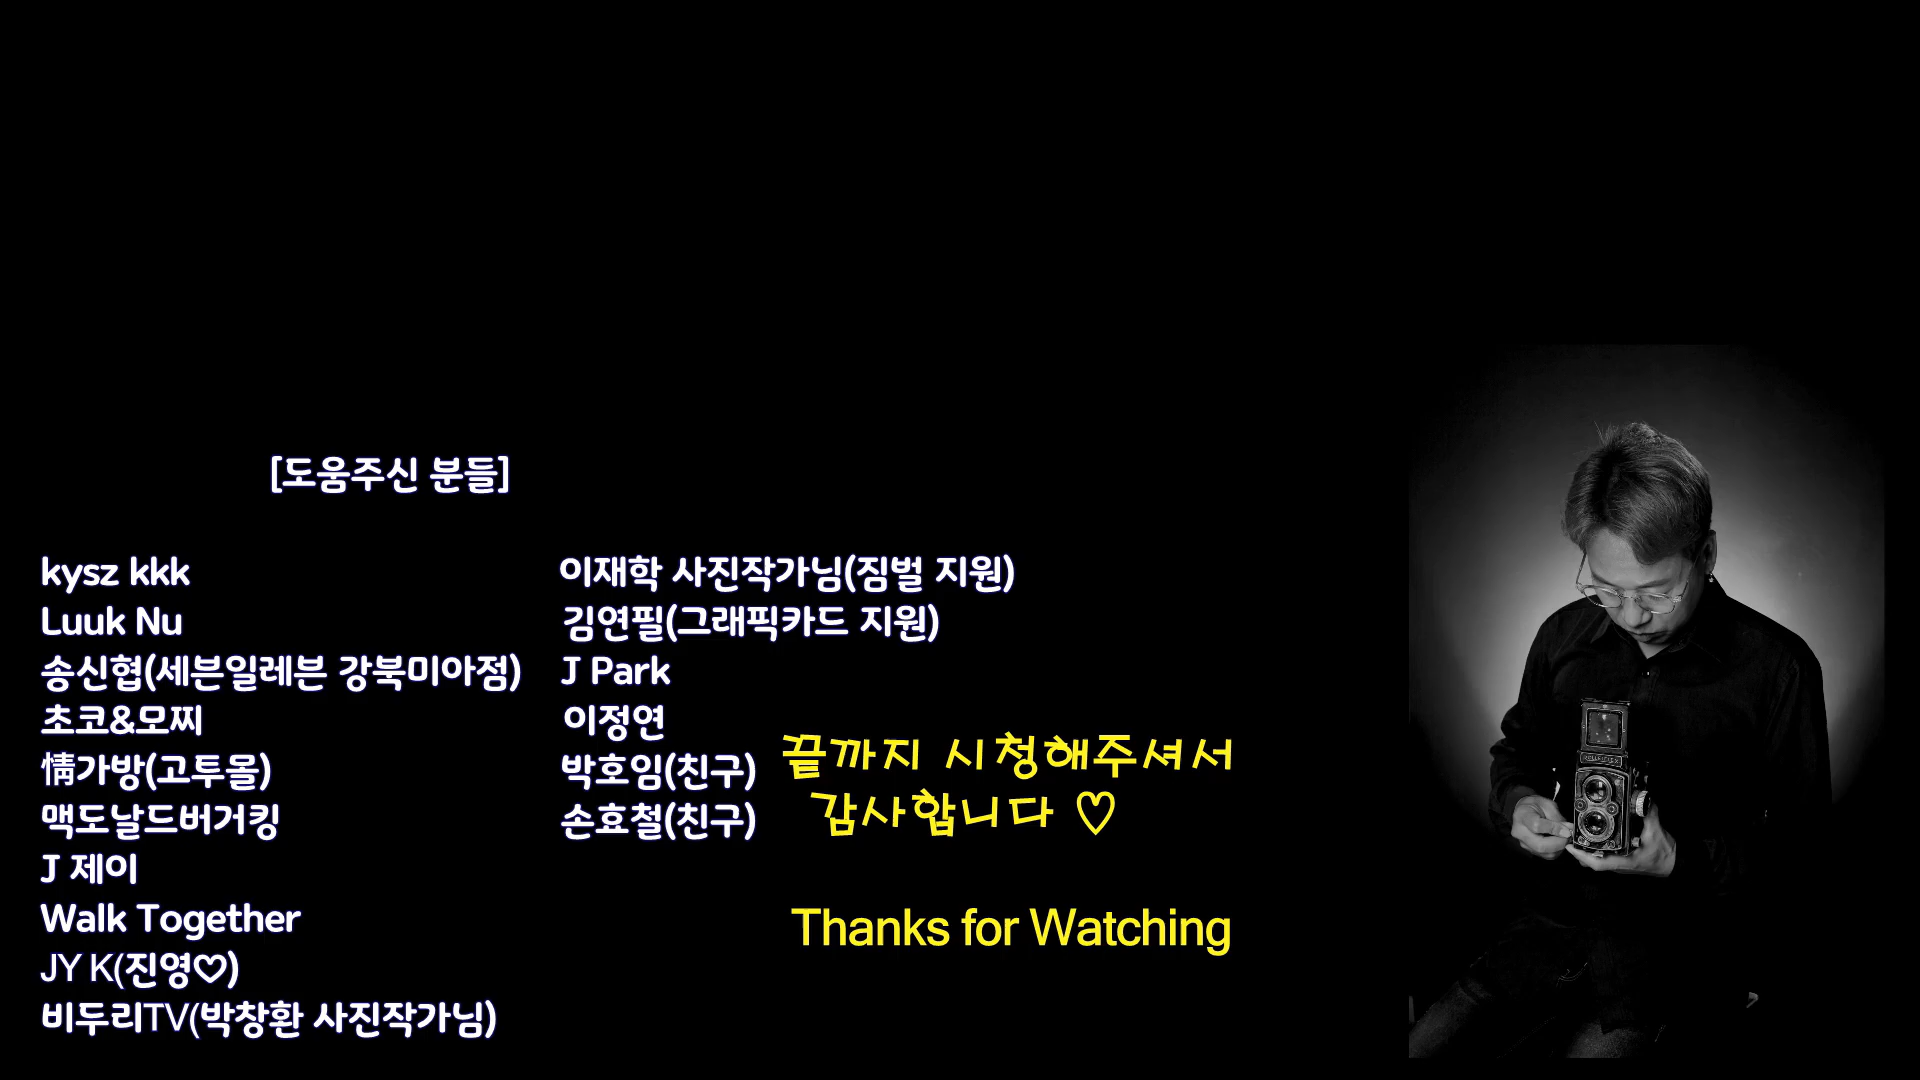 [도움주신 분들]
kysz kkk
Luuk Nu
송신협(세븐일레븐 강북미아점)
초코&모찌
情가방(고투몰)
맥도날드버거킹
J 제이
Walk Together
JY K(진영♡)
비두리TV(박창환 사진작가님)
이재학 사진작가님(짐벌 지원)
김연필(그래픽카드 지원)
J Park
이정연
박호임(친구)
손효철(친구)
끝까지 시청해주셔서
감사합니다 ♡
Thanks for Watching
ROLLEIFLEX